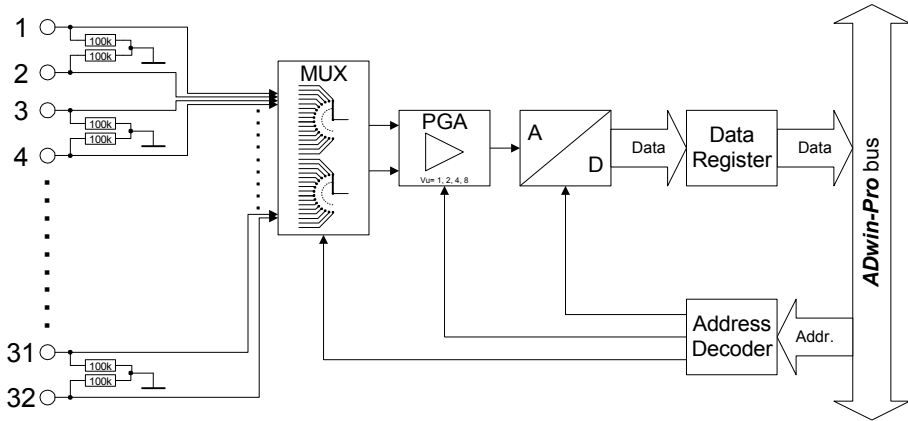 1
100k
100k
2
3
100k
100k
4
31
100k
100k
32
MUX
PGA
Vu= 1, 2, 4, 8
A
D
Data
Data
Register
Data
Address
Decoder
Addr.
ADwin-Pro bus